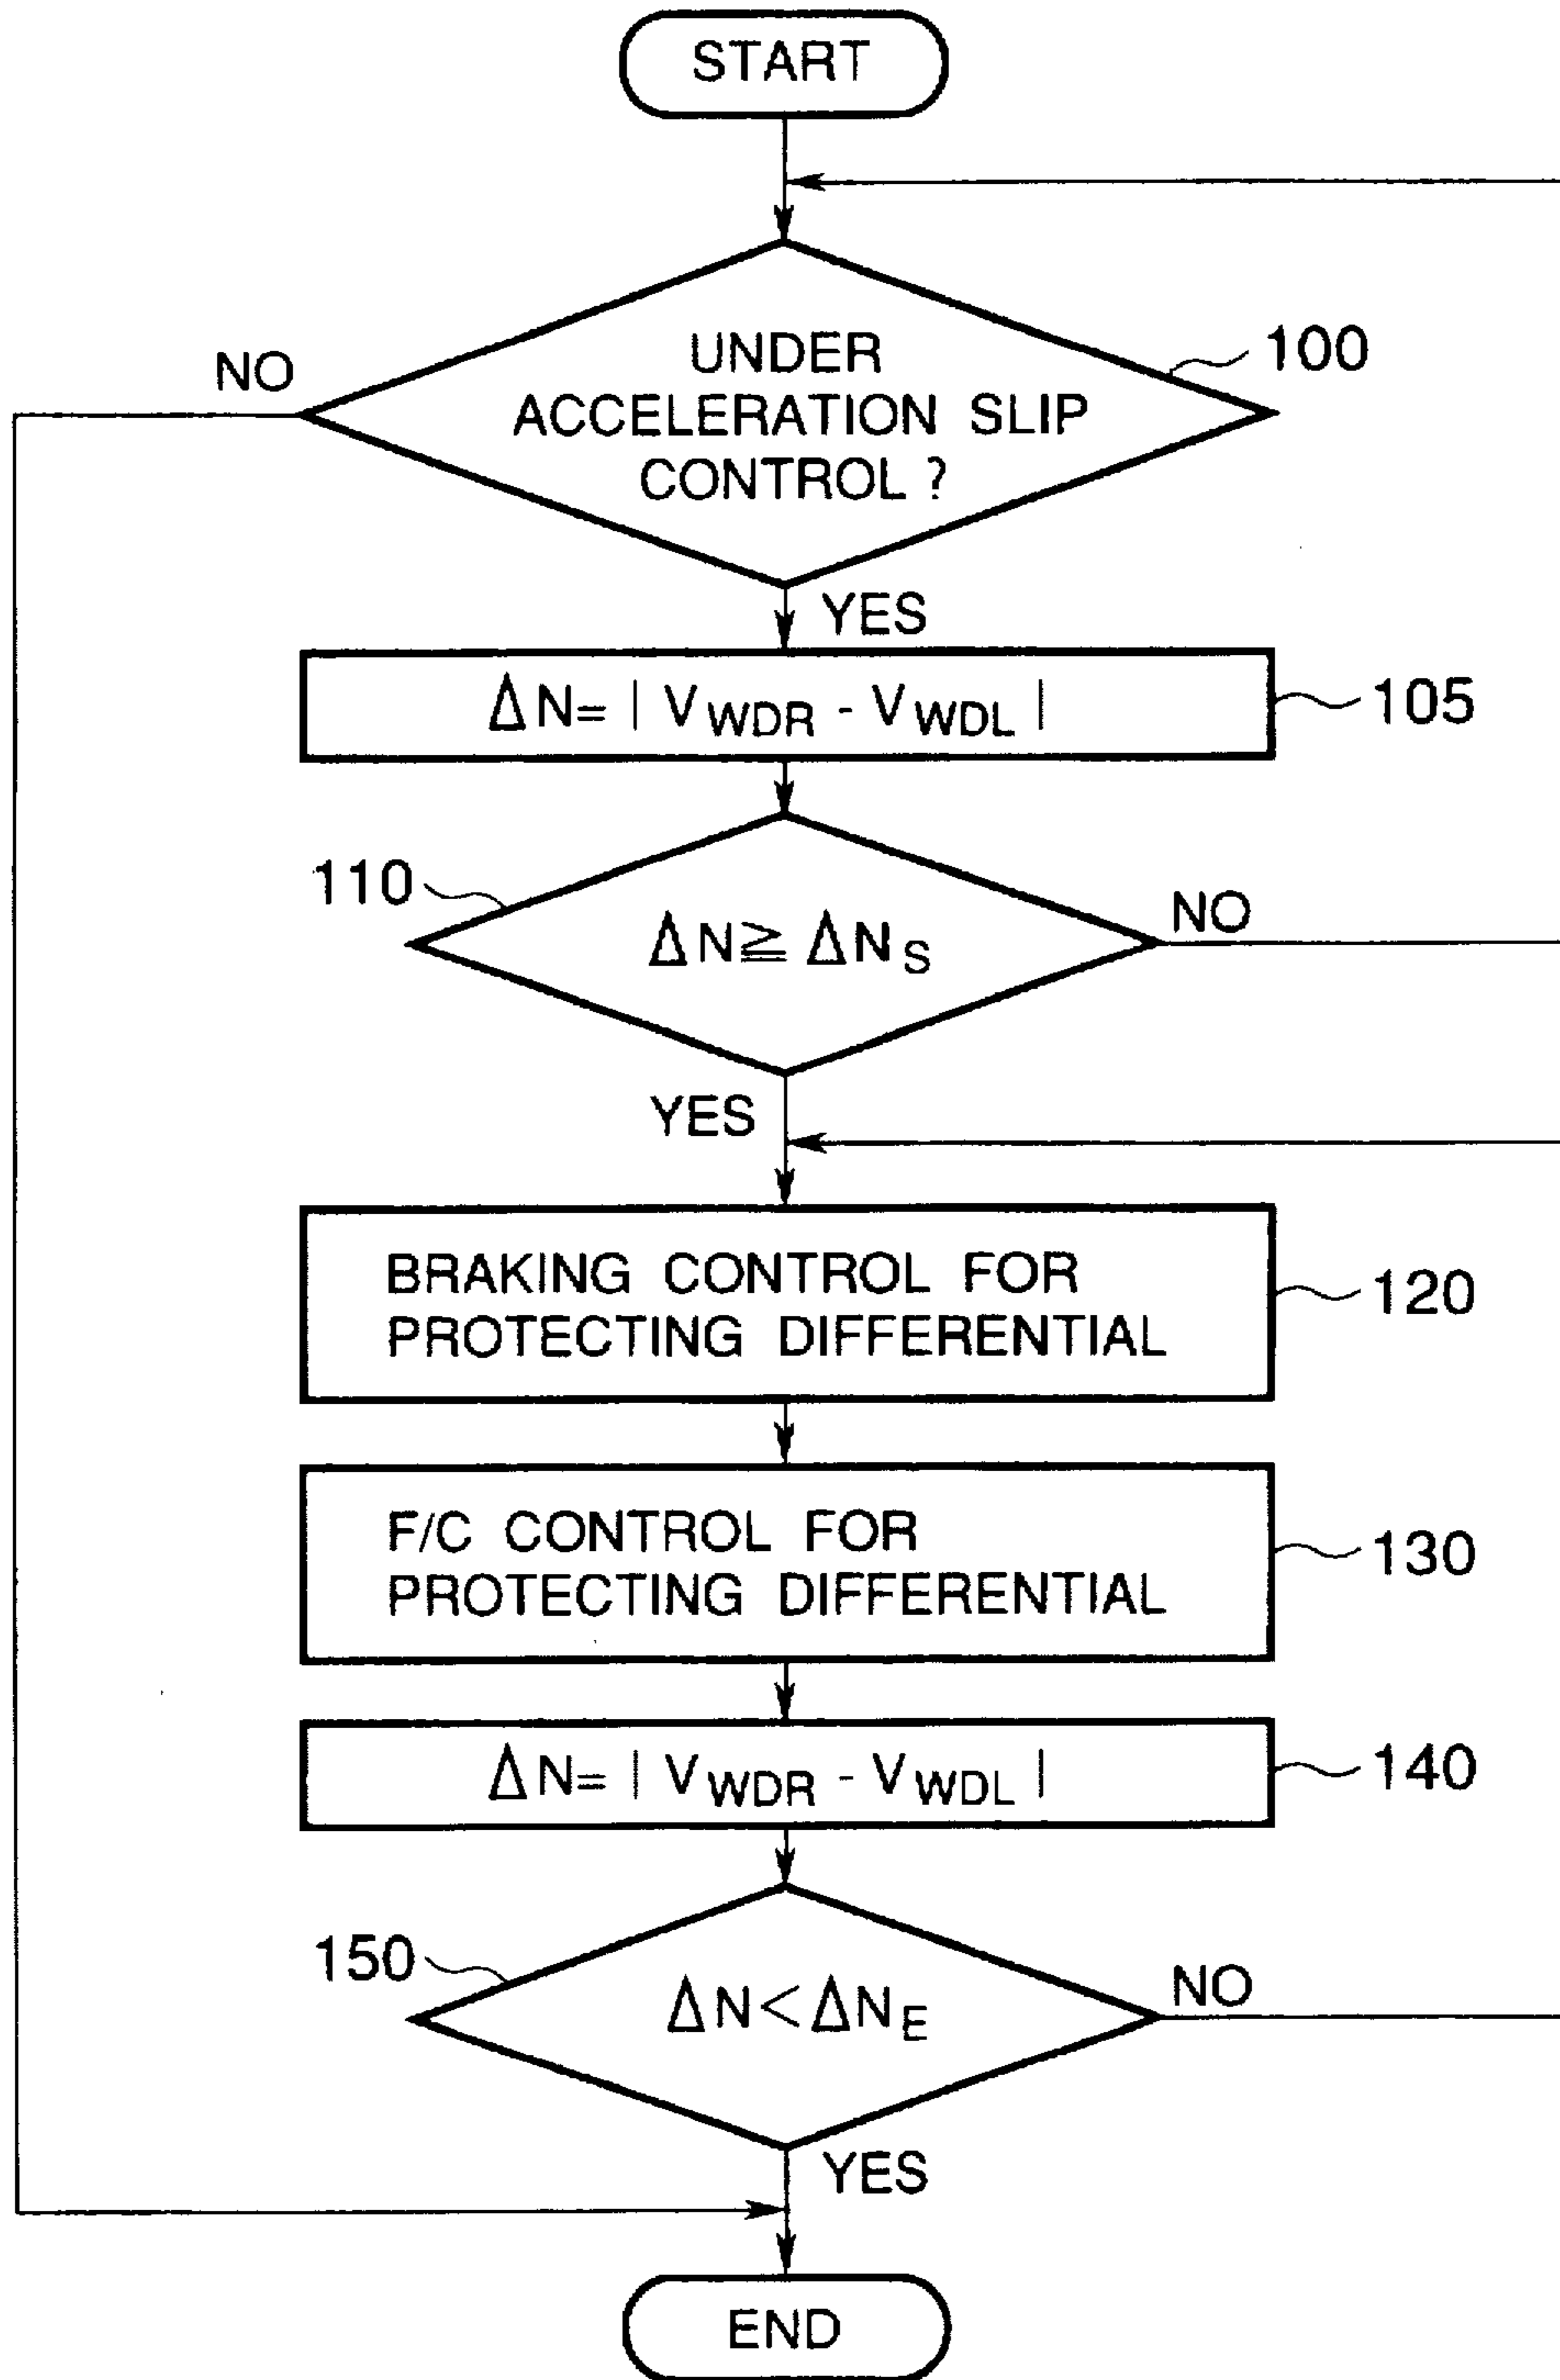 START
NO
UNDER
ACCELERATION SLIP
CONTROL ?
100
YES
ΔN= | VWDR - VWDL |
105
110
ΔN≧ ΔNS
NO
YES
BRAKING CONTROL FOR
PROTECTING DIFFERENTIAL
120
F/C CONTROL FOR
PROTECTING DIFFERENTIAL
130
ΔN= | VWDR - VWDL |
140
150
ΔN<ΔNE
NO
YES
END